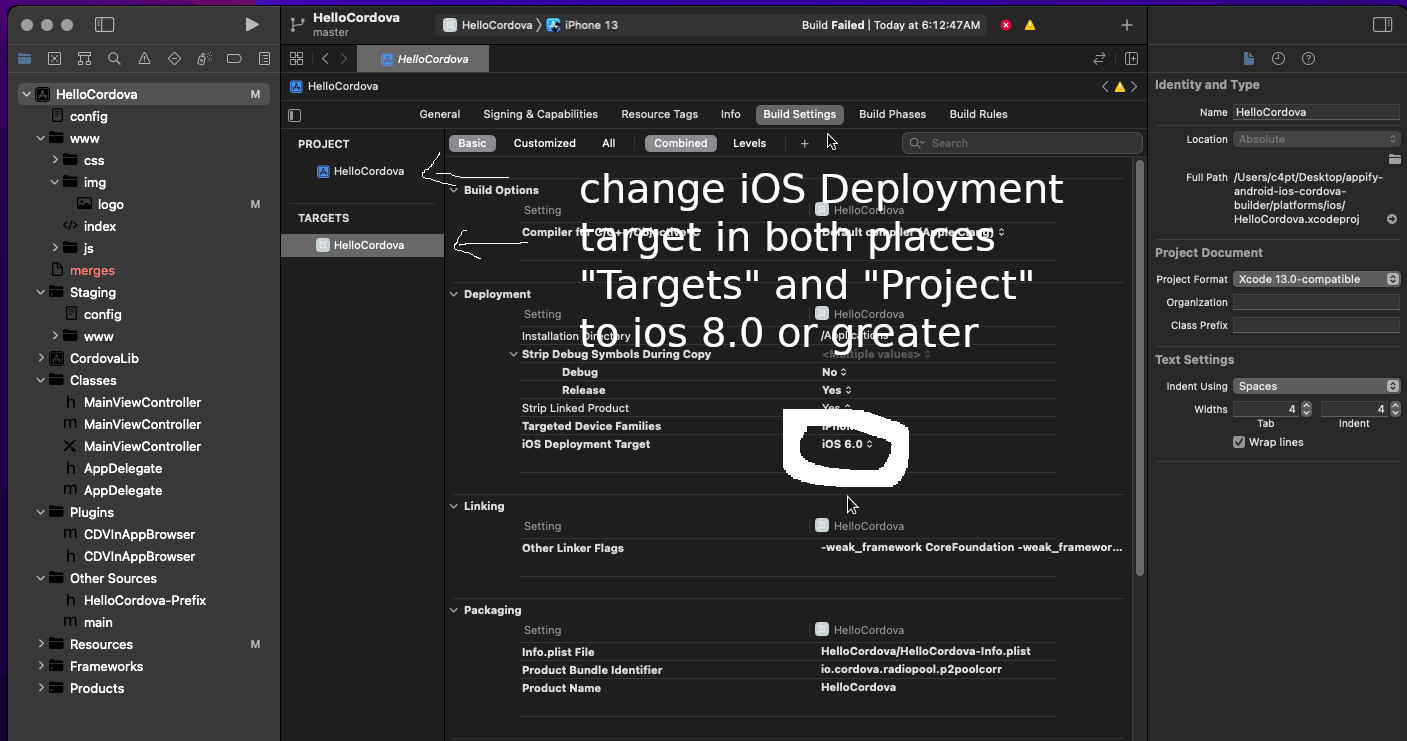 HelloCordova
master
HelloCordova
iPhone 13
Build Failed | Today at 6:12:47AM
HelloCordova
HelloCordova
General
Signing & Capabilities
Resource Tags
Info
Build Settings
Build Phases
Build Rules
HelloCordova M
config
www
css
img
logo M
index
js
merges
Staging
config
www
CordovaLib
Classes
h MainViewController
m MainViewController
MainViewController
h AppDelegate
m AppDelegate
Plugins
m CDVInAppBrowser
h CDVInAppBrowser
Other Sources
h HelloCordova-Prefix
m main
Resources M
Frameworks
Products
PROJECT
HelloCordova
TARGETS
HelloCordova
Basic
Customized
All
Combined
Levels
+
Search
change iOS Deployment
target in both places
"Targets" and "Project"
to ios 8.0 or greater
Build Options
Setting HelloCordova
Compiler for C/C++/Objective-C Default compiler (Apple Clang)
Deployment
Setting HelloCordova
Installation Directory /Applications
Strip Debug Symbols During Copy <Multiple values>
Debug No
Release Yes
Strip Linked Product Yes
Targeted Device Families
iOS Deployment Target iOS 6.0
Linking
Setting HelloCordova
Other Linker Flags -weak_framework CoreFoundation -weak_framewor...
Packaging
Setting HelloCordova
Info.plist File HelloCordova/HelloCordova-Info.plist
Product Bundle Identifier io.cordova.radiopool.p2poolcorr
Product Name HelloCordova
Identity and Type
Name HelloCordova
Location Absolute
Full Path /Users/c4pt/Desktop/appify-
android-ios-cordova-
builder/platforms/ios/
HelloCordova.xcodeproj
Project Document
Project Format Xcode 13.0-compatible
Organization
Class Prefix
Text Settings
Indent Using Spaces
Widths 4 4
Tab Indent
Wrap lines